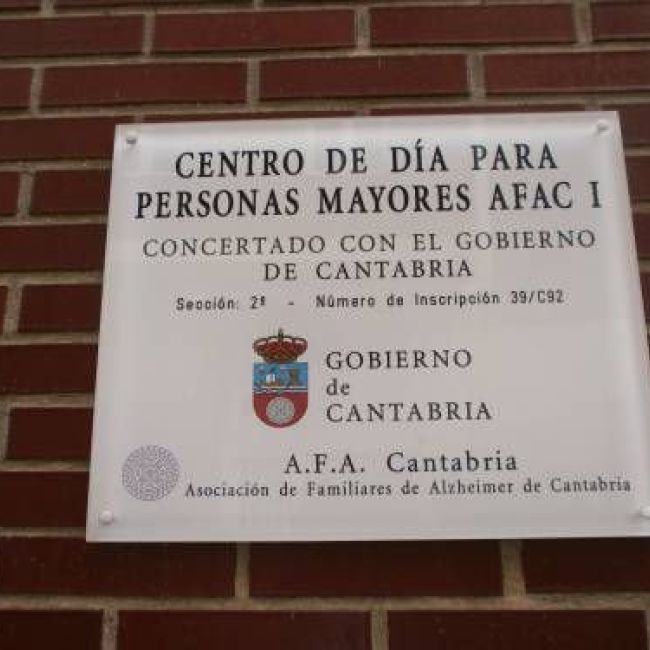 CENTRO DE DÍA PARA
PERSONAS MAYORES AFAC I
CONCERTADO CON EL GOBIERNO
DE CANTABRIA
Sección: 2ª - Número de Inscripción 39/C92
GOBIERNO
de
CANTABRIA
A.F.A. Cantabria
Asociación de Familiares de Alzheimer de Cantabria